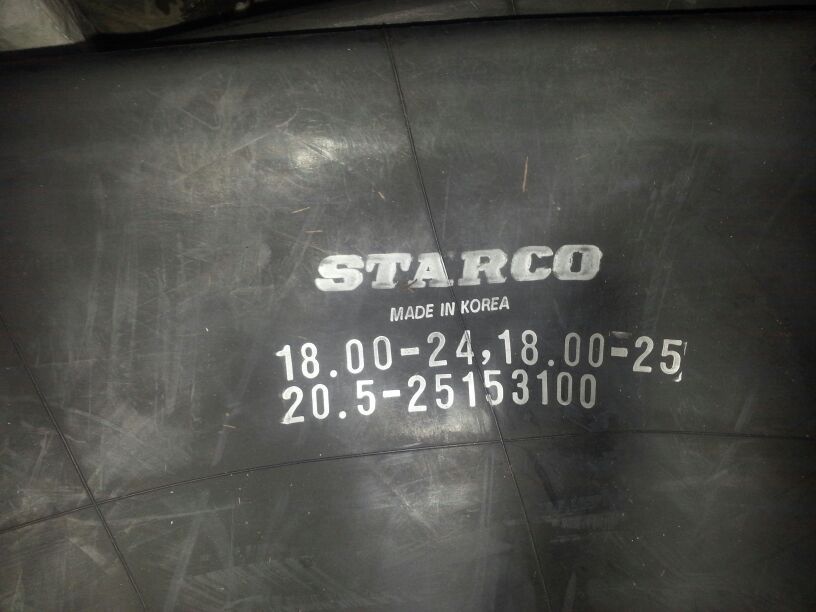 STARCO
MADE IN KOREA
18.00-24,18.00-25
20.5-25153100